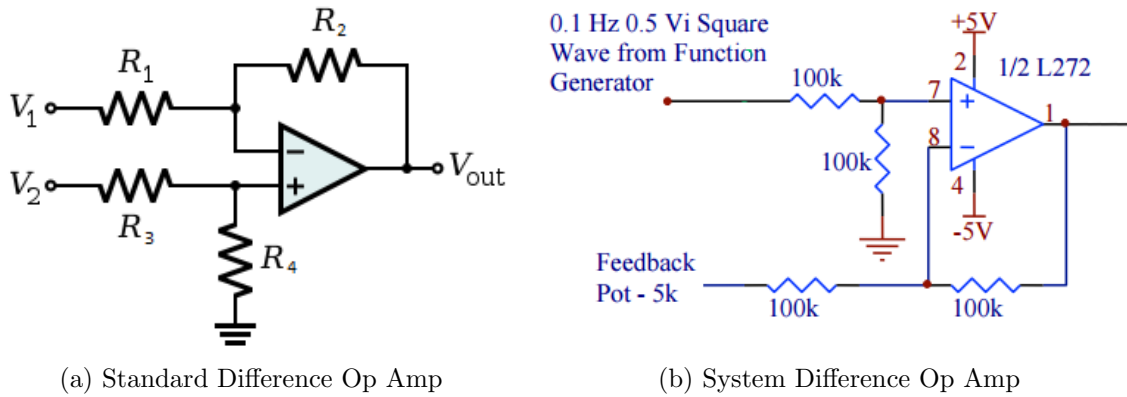 R₂
R₁
V₁
−
V₂
+
Vout
R₃
R₄
0.1 Hz 0.5 Vi Square
Wave from Function
Generator
+5V
2
1/2 L272
100k
7
+
1
8
−
100k
4
-5V
Feedback
Pot - 5k
100k
100k
(a) Standard Difference Op Amp
(b) System Difference Op Amp